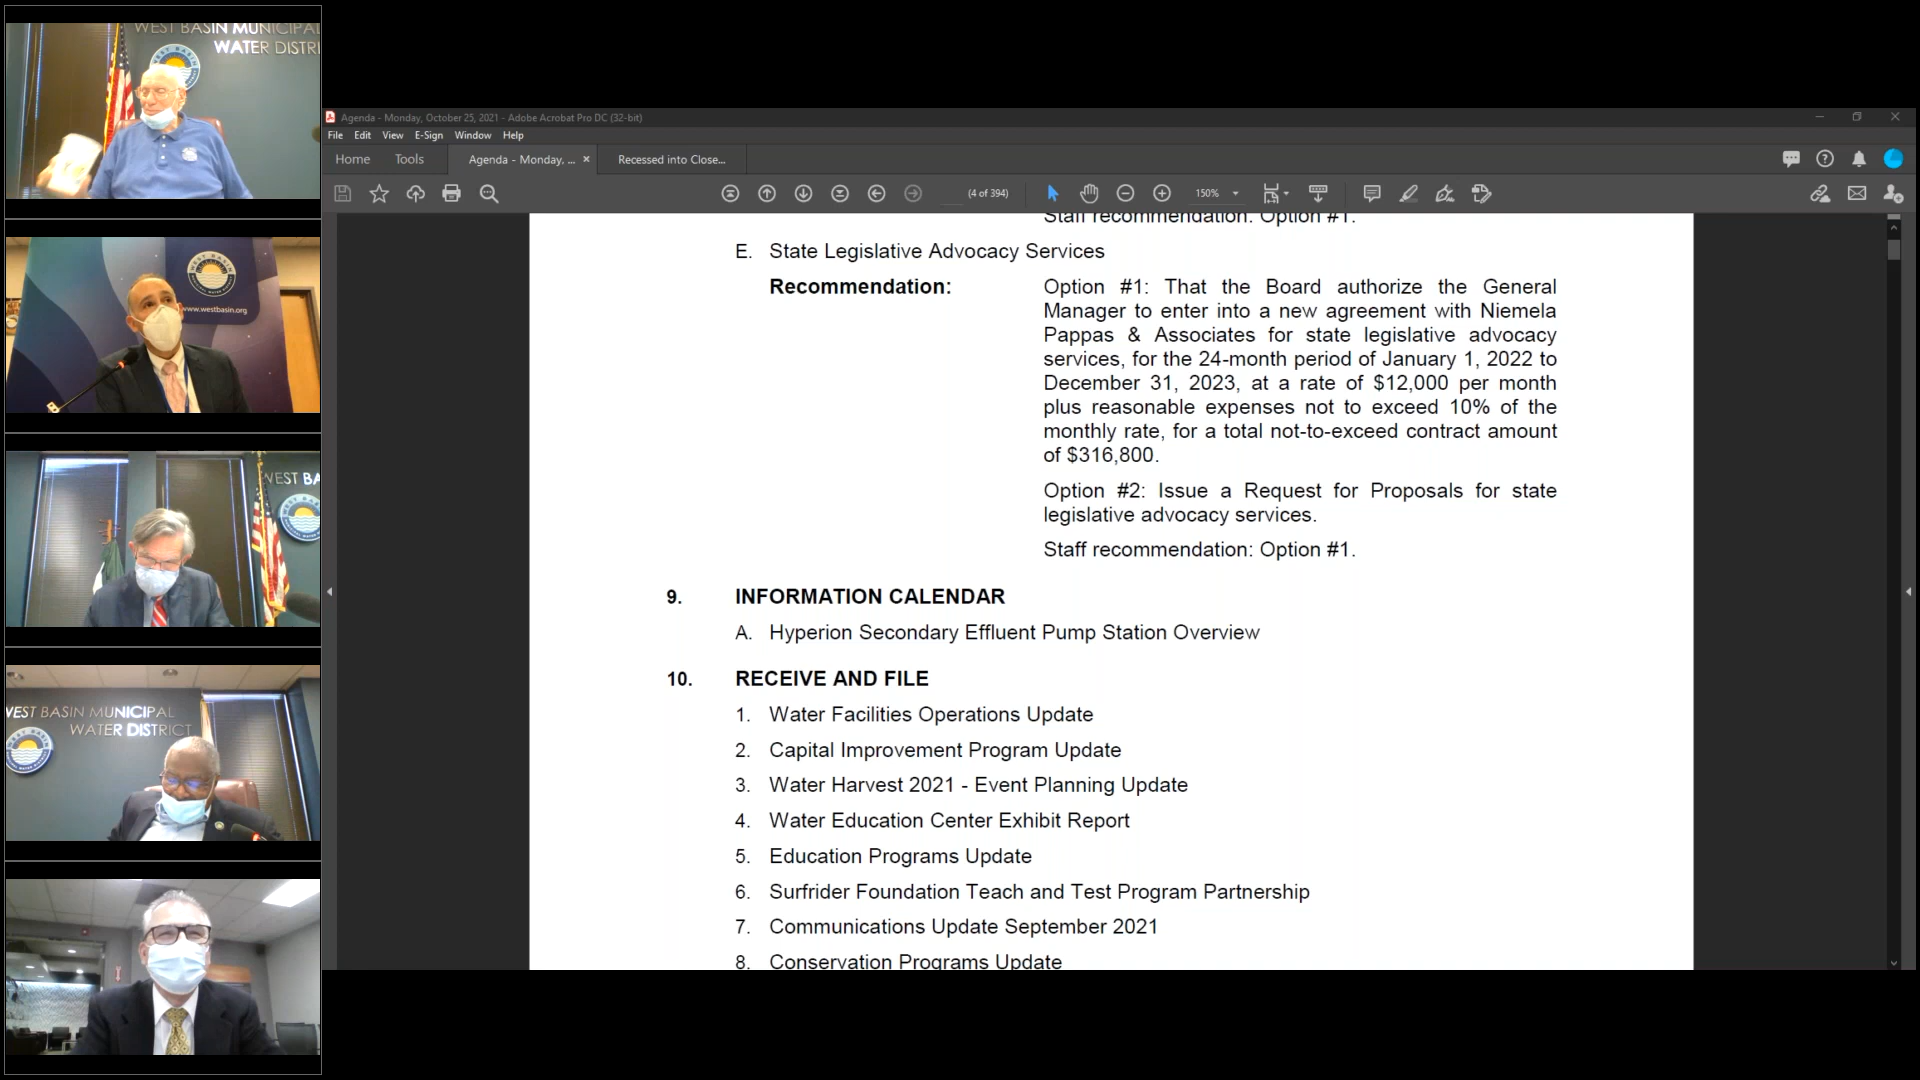 WEST BASIN MUNICIPAL
WATER DISTRI
WEST BASIN
www.westbasin.org
WEST BA
WEST BASIN MUNICIPAL
WATER DISTRICT
Agenda - Monday, October 25, 2021 - Adobe Acrobat Pro DC (32-bit)
File Edit View E-Sign Window Help
Home Tools Agenda - Monday, ... × Recessed into Close...
(4 of 394) 150%
Staff recommendation: Option #1.
E. State Legislative Advocacy Services
Recommendation: Option #1: That the Board authorize the General
Manager to enter into a new agreement with Niemela
Pappas & Associates for state legislative advocacy
services, for the 24-month period of January 1, 2022 to
December 31, 2023, at a rate of $12,000 per month
plus reasonable expenses not to exceed 10% of the
monthly rate, for a total not-to-exceed contract amount
of $316,800.
Option #2: Issue a Request for Proposals for state
legislative advocacy services.
Staff recommendation: Option #1.
9. INFORMATION CALENDAR
A. Hyperion Secondary Effluent Pump Station Overview
10. RECEIVE AND FILE
1. Water Facilities Operations Update
2. Capital Improvement Program Update
3. Water Harvest 2021 - Event Planning Update
4. Water Education Center Exhibit Report
5. Education Programs Update
6. Surfrider Foundation Teach and Test Program Partnership
7. Communications Update September 2021
8. Conservation Programs Update